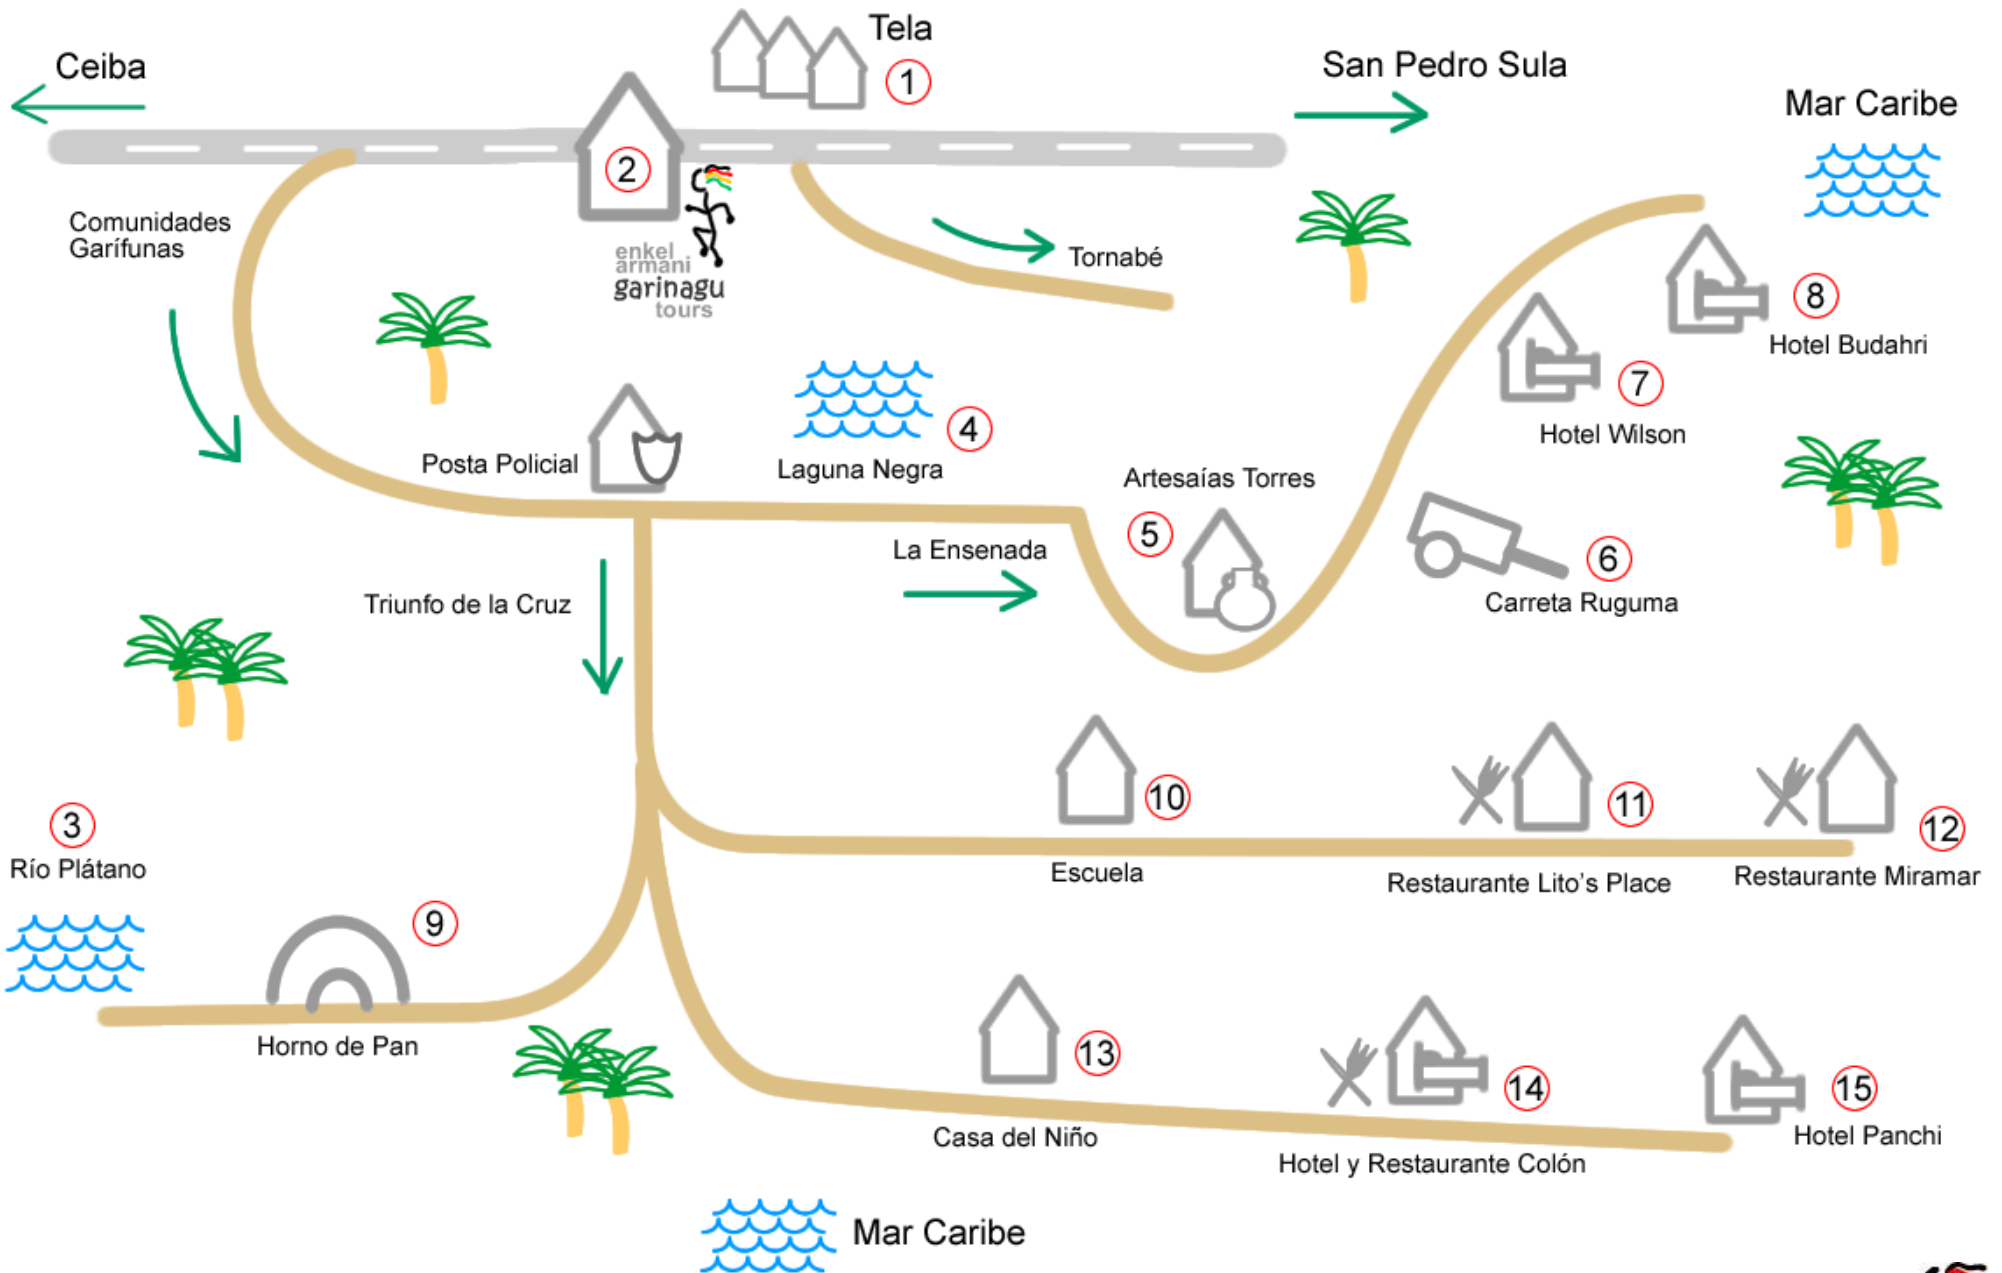 Tela
1
Ceiba
San Pedro Sula
Mar Caribe
2
Comunidades
Garífunas
enkel
armani
garinagu
tours
Tornabé
8
Hotel Budahri
7
Hotel Wilson
4
Posta Policial
Laguna Negra
Artesaías Torres
5
La Ensenada
6
Carreta Ruguma
Triunfo de la Cruz
10
11
12
3
Río Plátano
Escuela
Restaurante Lito's Place
Restaurante Miramar
9
Horno de Pan
13
14
15
Casa del Niño
Hotel y Restaurante Colón
Hotel Panchi
Mar Caribe